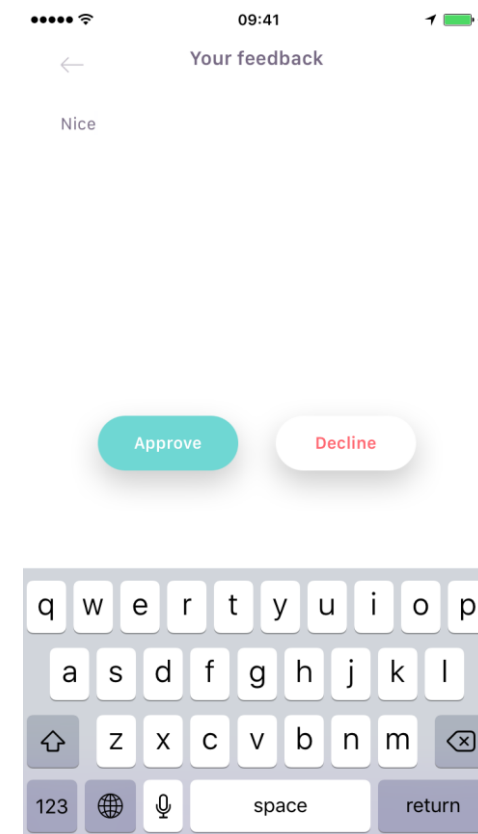 09:41
Your feedback
Nice
Approve Decline
q w e r t y u i o p
a s d f g h j k l
z x c v b n m
123 space return